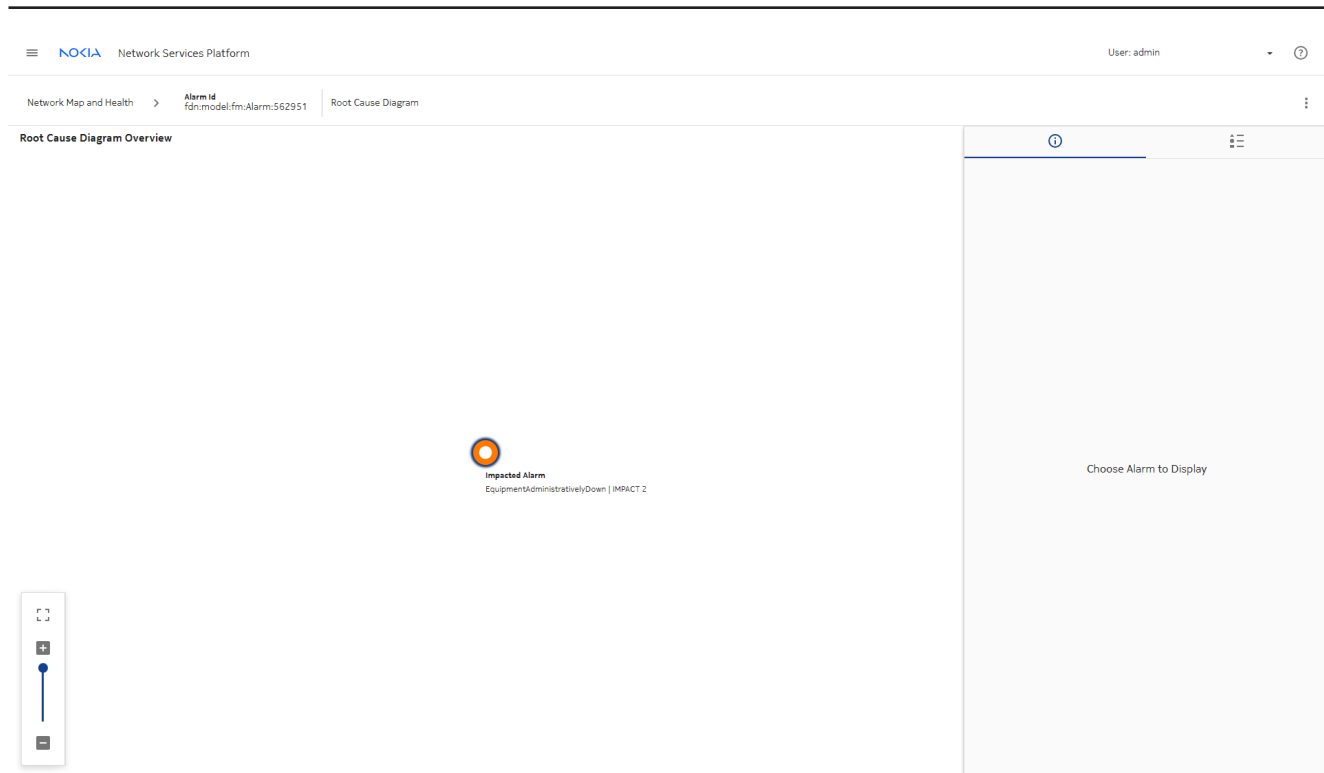 NOKIA Network Services Platform User: admin
Network Map and Health
Alarm Id
fdn:model:fm:Alarm:562951
Root Cause Diagram
Root Cause Diagram Overview
Impacted Alarm
EquipmentAdministrativelyDown | IMPACT 2
Choose Alarm to Display